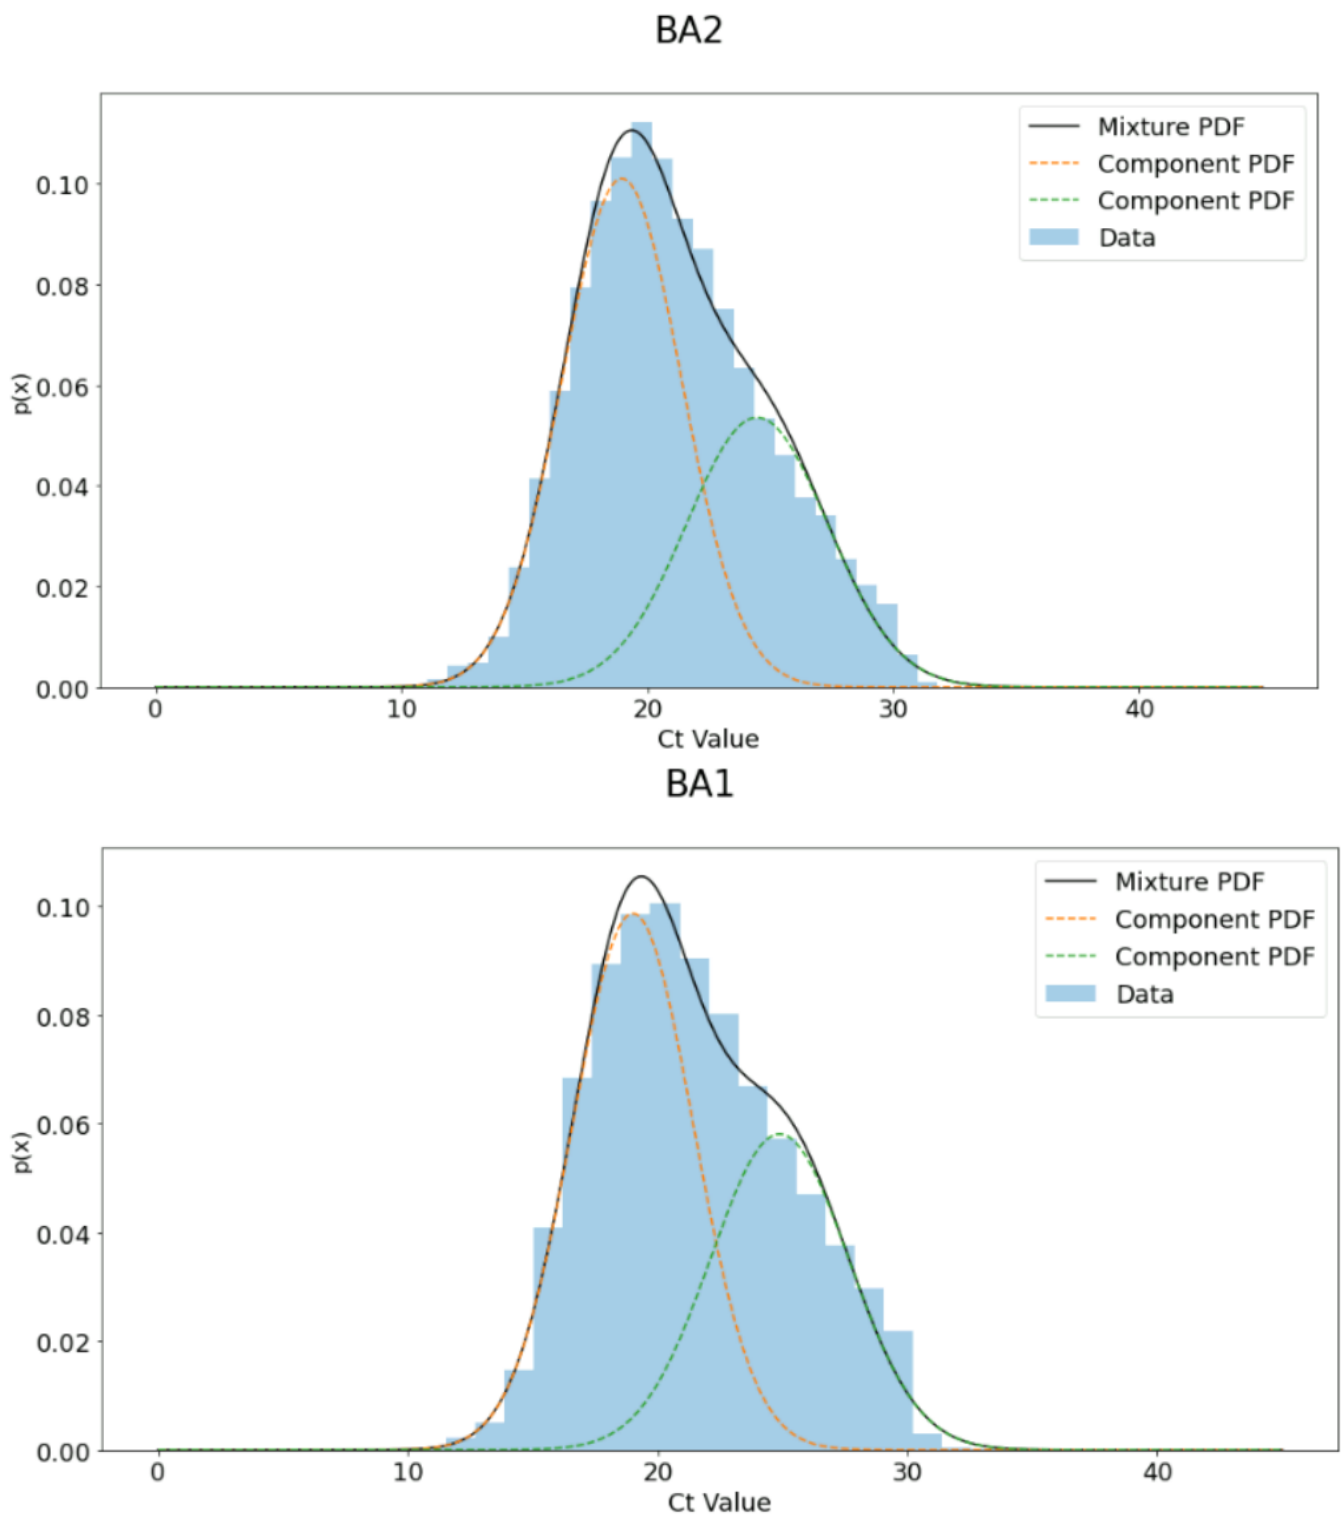 BA2
Mixture PDF
Component PDF
Component PDF
Data
p(x)
0.10
0.08
0.06
0.04
0.02
0.00
0 10 20 30 40
Ct Value
BA1
Mixture PDF
Component PDF
Component PDF
Data
p(x)
0.10
0.08
0.06
0.04
0.02
0.00
0 10 20 30 40
Ct Value